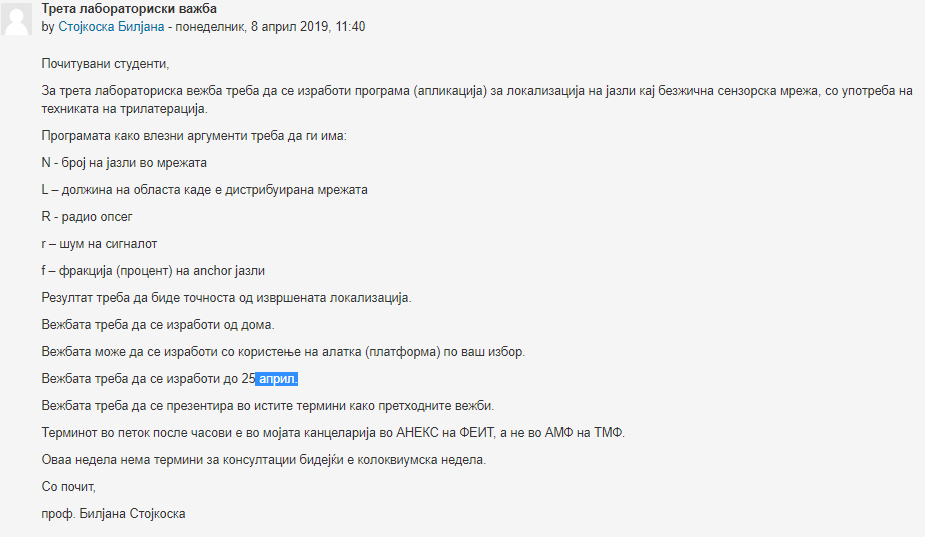 Трета лабораториски важба
by Стојкоска Билјана - понеделник, 8 април 2019, 11:40
Почитувани студенти,
За трета лабораториска вежба треба да се изработи програма (апликација) за локализација на јазли кај безжична сензорска мрежа, со употреба на
техниката на трилатерација.
Програмата како влезни аргументи треба да ги има:
N - број на јазли во мрежата
L – должина на областа каде е дистрибуирана мрежата
R - радио опсег
r – шум на сигналот
f – фракција (процент) на anchor јазли
Резултат треба да биде точноста од извршената локализација.
Вежбата треба да се изработи од дома.
Вежбата може да се изработи со користење на алатка (платформа) по ваш избор.
Вежбата треба да се изработи до 25 април.
Вежбата треба да се презентира во истите термини како претходните вежби.
Терминот во петок после часови е во мојата канцеларија во АНЕКС на ФЕИТ, а не во АМФ на ТМФ.
Оваа недела нема термини за консултации бидејќи е колоквиумска недела.
Со почит,
проф. Билјана Стојкоска